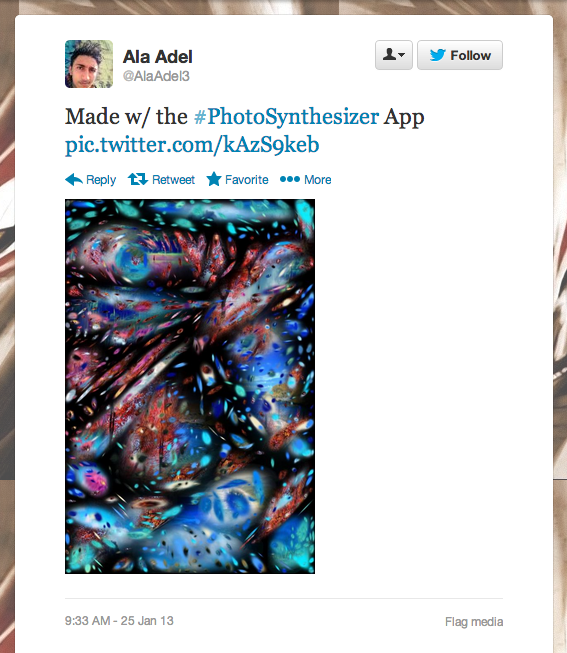 Ala Adel
@AlaAdel3
Follow
Made w/ the #PhotoSynthesizer App
pic.twitter.com/kAzS9keb
Reply Retweet Favorite More
9:33 AM - 25 Jan 13
Flag media